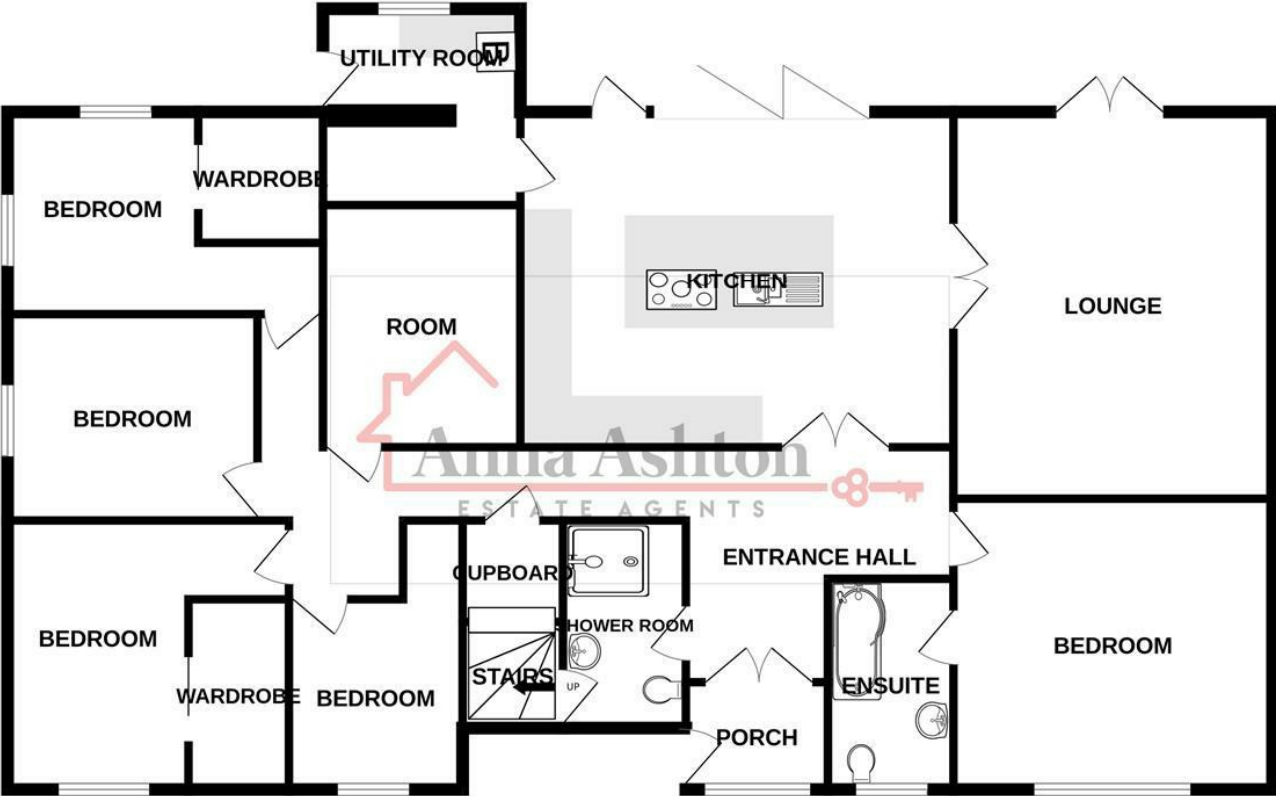 UTILITY ROOM
B
WARDROBE
BEDROOM
KITCHEN
LOUNGE
ROOM
BEDROOM
Anna Ashton
ESTATE AGENTS
ENTRANCE HALL
CUPBOARD
SHOWER ROOM
BEDROOM
BEDROOM
STAIRS
UP
ENSUITE
WARDROBE
BEDROOM
PORCH